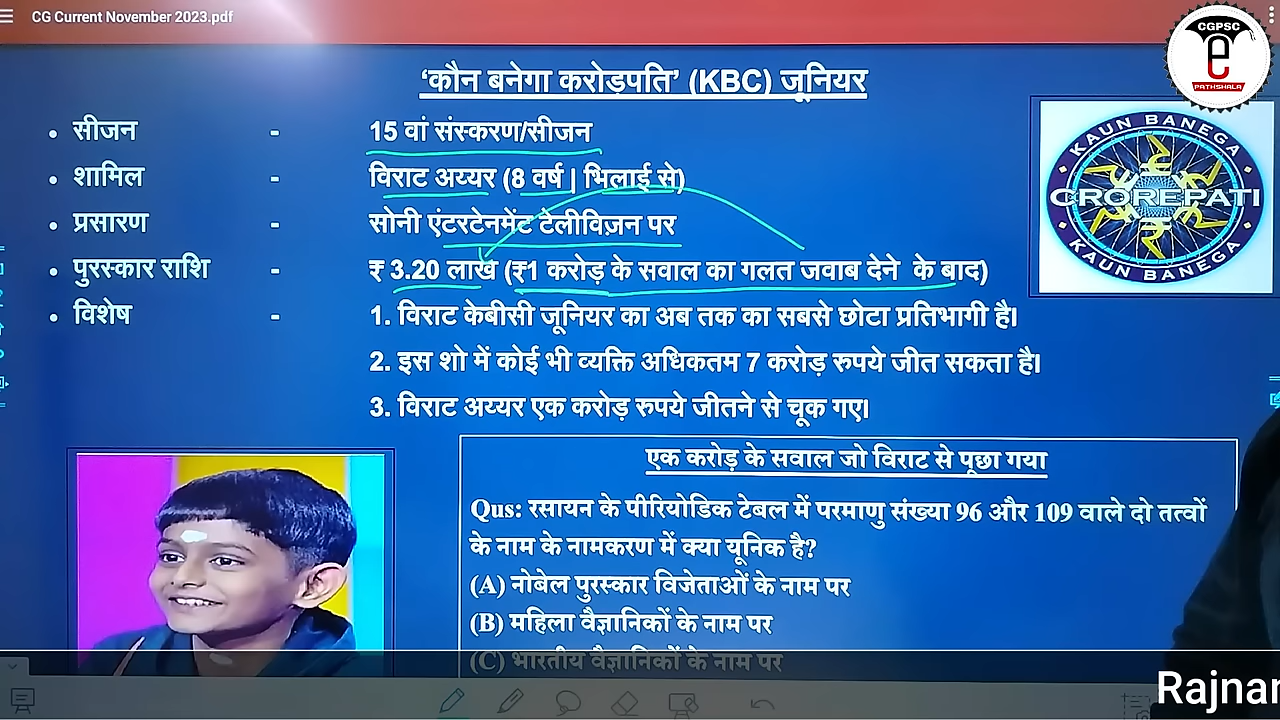 CG Current November 2023.pdf
CGPSC
e
PATHSHALA
‘कौन बनेगा करोड़पति’ (KBC) जूनियर
• सीजन - 15 वां संस्करण/सीजन
• शामिल - विराट अय्यर (8 वर्ष | भिलाई से)
• प्रसारण - सोनी एंटरटेनमेंट टेलीविज़न पर
• पुरस्कार राशि - ₹ 3.20 लाख (₹1 करोड़ के सवाल का गलत जवाब देने के बाद)
• विशेष - 1. विराट केबीसी जूनियर का अब तक का सबसे छोटा प्रतिभागी है।
2. इस शो में कोई भी व्यक्ति अधिकतम 7 करोड़ रुपये जीत सकता है।
3. विराट अय्यर एक करोड़ रुपये जीतने से चूक गए।
KAUN BANEGA
CROREPATI
KAUN BANEGA
एक करोड़ के सवाल जो विराट से पूछा गया
Qus: रसायन के पीरियोडिक टेबल में परमाणु संख्या 96 और 109 वाले दो तत्वों
के नाम के नामकरण में क्या यूनिक है?
(A) नोबेल पुरस्कार विजेताओं के नाम पर
(B) महिला वैज्ञानिकों के नाम पर
(C) भारतीय वैज्ञानिकों के नाम पर
Rajnan